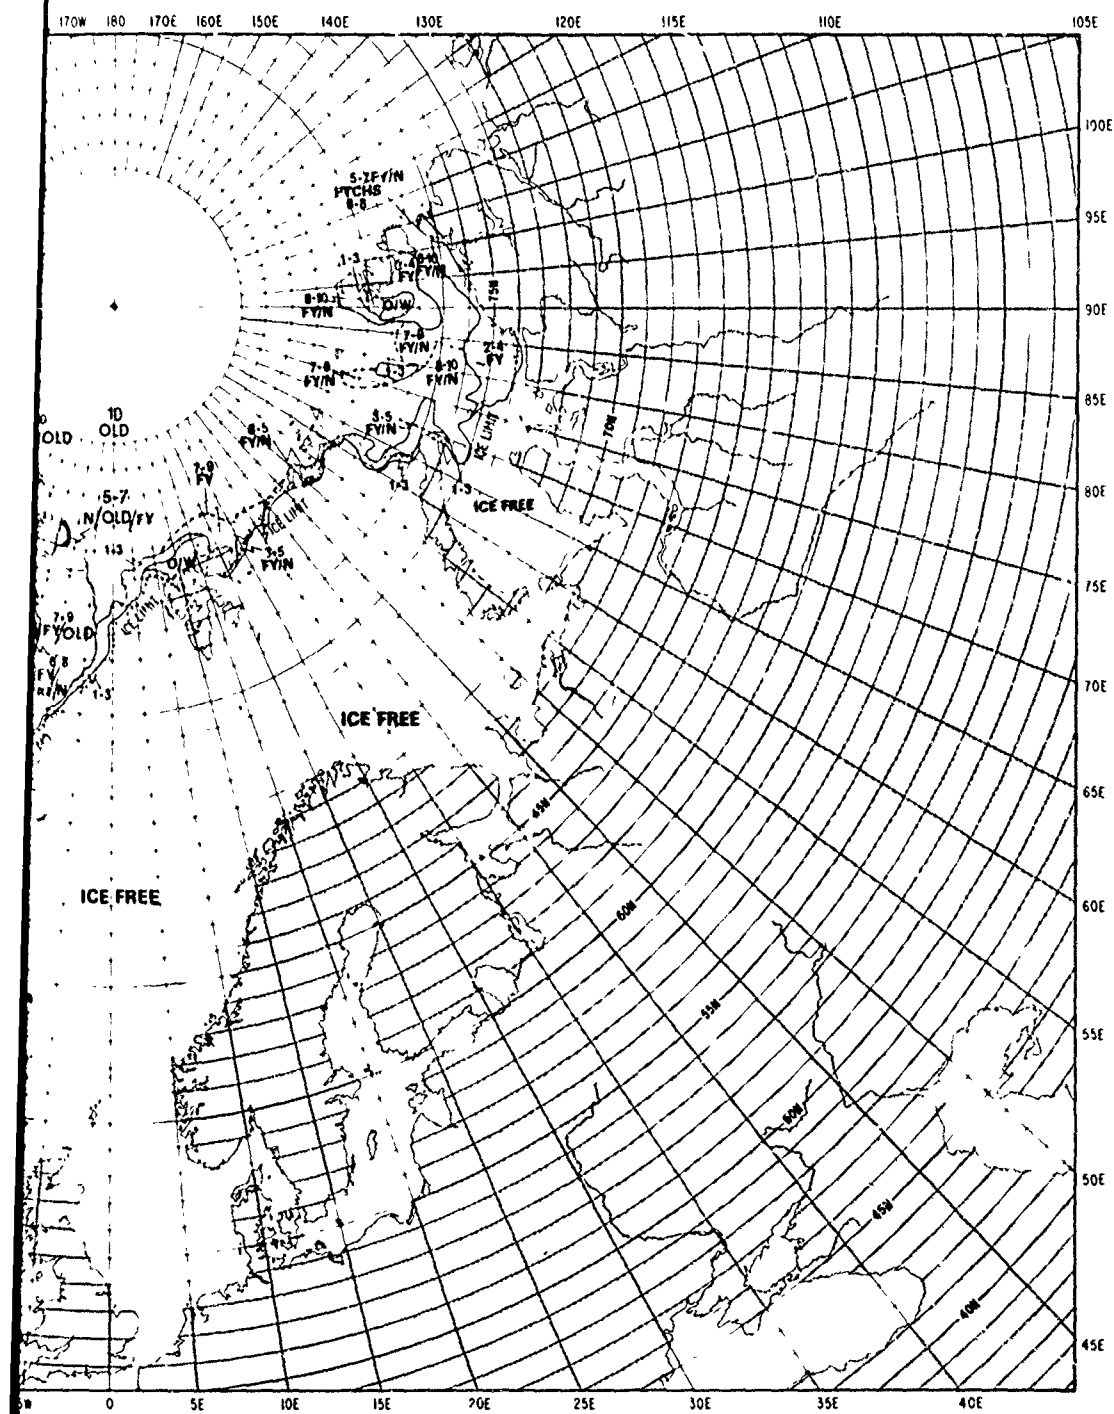 170W 180 170E 160E 150E 140E 130E 120E 115E 110E 105E
100E
95E
5-7FY/N
PTCHS
8-8
1-3
FY
FY/N
8-10
FY/N
O/W
75N
90E
7-8
FY/N
2-4
FY
7-8
FY/N
1-3
8-10
FY/N
85E
10
OLD
OLD
FY/N
3-5
FY/N
ICE LIMIT
70N
7-9
FY
1-3
1-3
80E
5-7
N/OLD/FY
ICE FREE
ICE LIMIT
1-3
O/W
3-5
FY/N
75E
ICE LIMIT
7-9
FY/OLD
FY
1-3
70E
ICE FREE
65E
65N
ICE FREE
60N
60E
55N
55E
50N
50E
45N
40N
45E
0 5E 10E 15E 20E 25E 30E 35E 40E